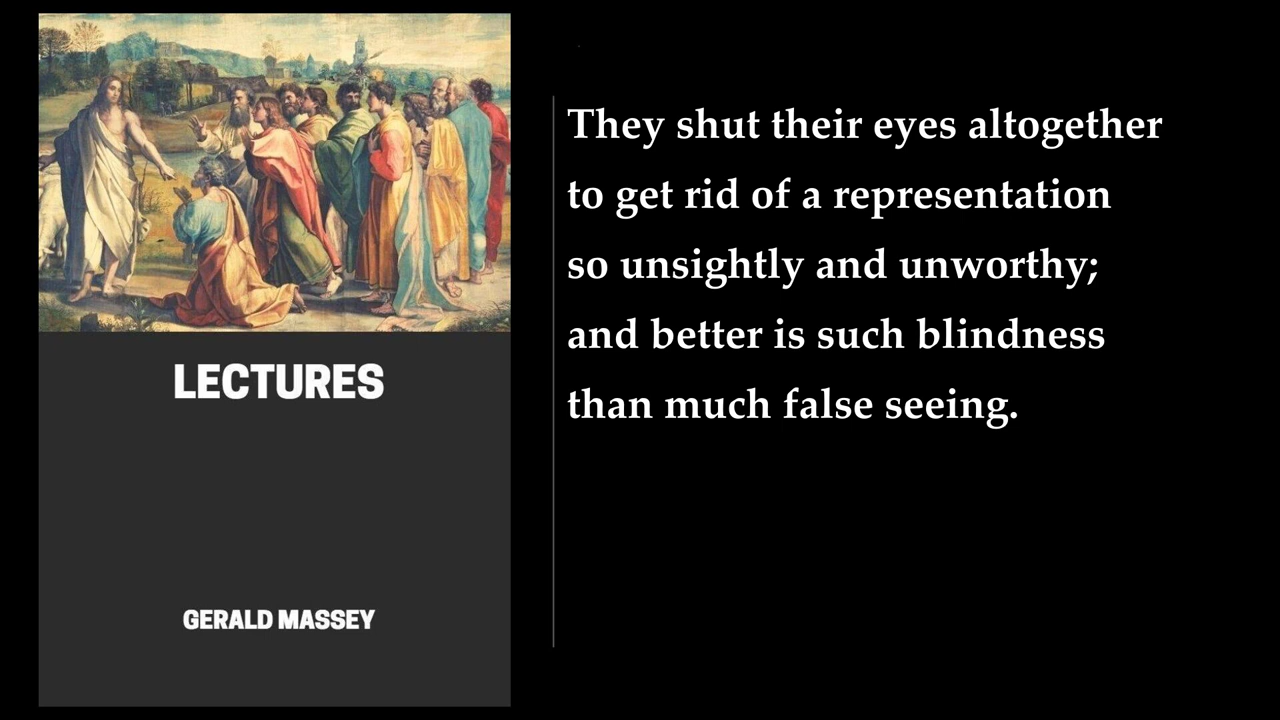 LECTURES
GERALD MASSEY
They shut their eyes altogether
to get rid of a representation
so unsightly and unworthy;
and better is such blindness
than much false seeing.